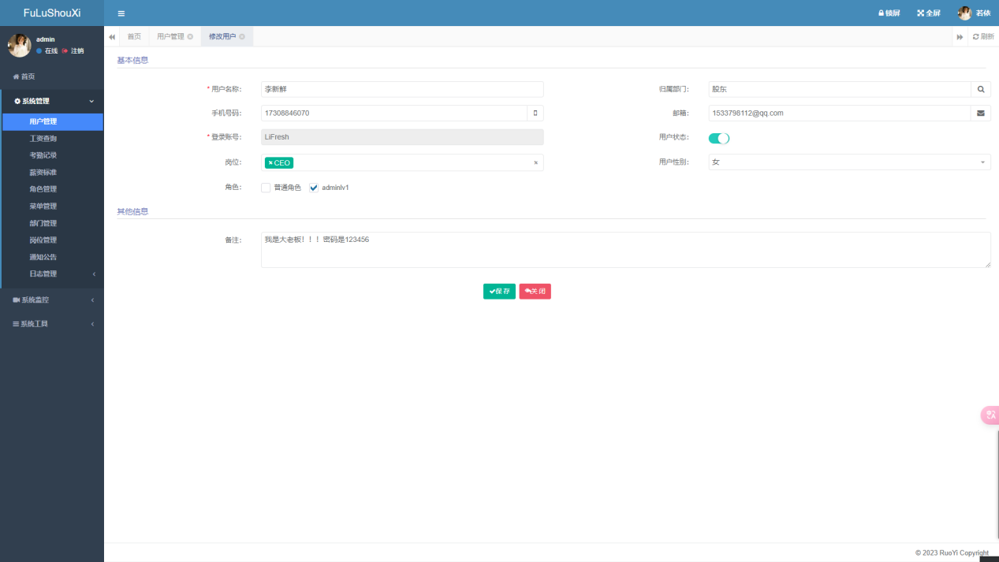 FuLuShouXi
锁屏 全屏 若依
admin
在线 注销
首页 用户管理 修改用户 刷新
首页
系统管理
用户管理
工资查询
考勤记录
薪资标准
角色管理
菜单管理
部门管理
岗位管理
通知公告
日志管理
系统监控
系统工具
基本信息
* 用户名称： 李新鲜 归属部门： 股东
手机号码： 17308846070 邮箱： 1533798112@qq.com
* 登录账号： LiFresh 用户状态：
岗位： ×CEO × 用户性别： 女
角色： 普通角色 adminlv1
其他信息
备注： 我是大老板！！！密码是123456
保 存 关 闭
© 2023 RuoYi Copyright